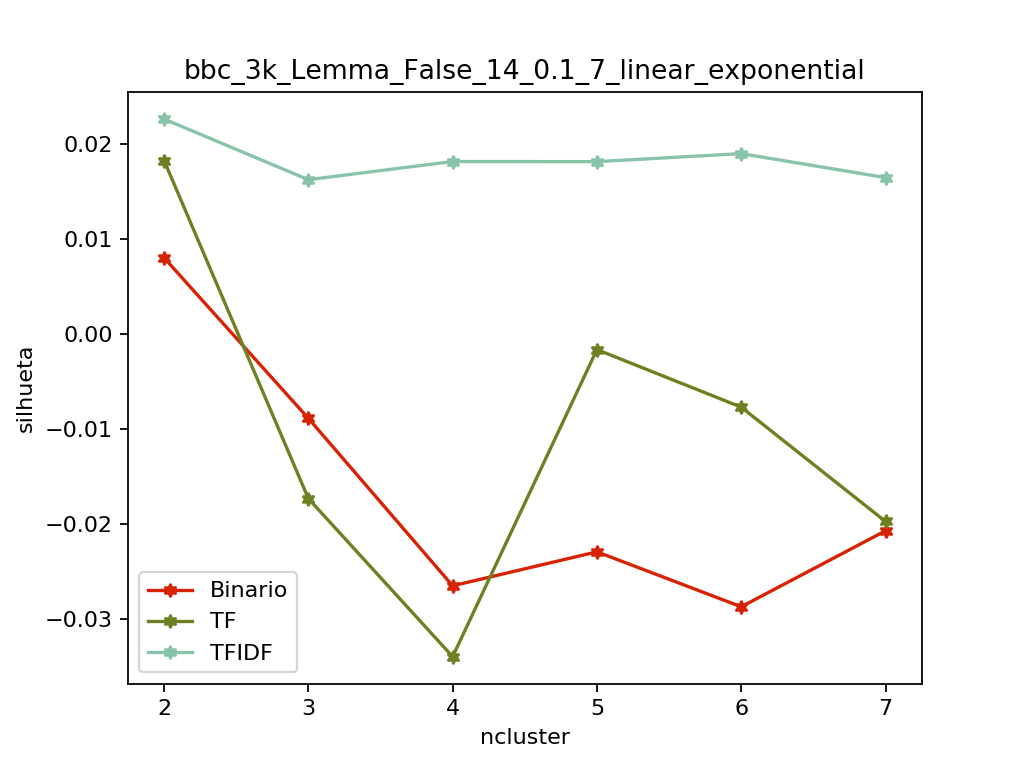 bbc_3k_Lemma_False_14_0.1_7_linear_exponential
silhueta
0.02
0.01
0.00
−0.01
−0.02
−0.03
Binario
TF
TFIDF
2 3 4 5 6 7
ncluster